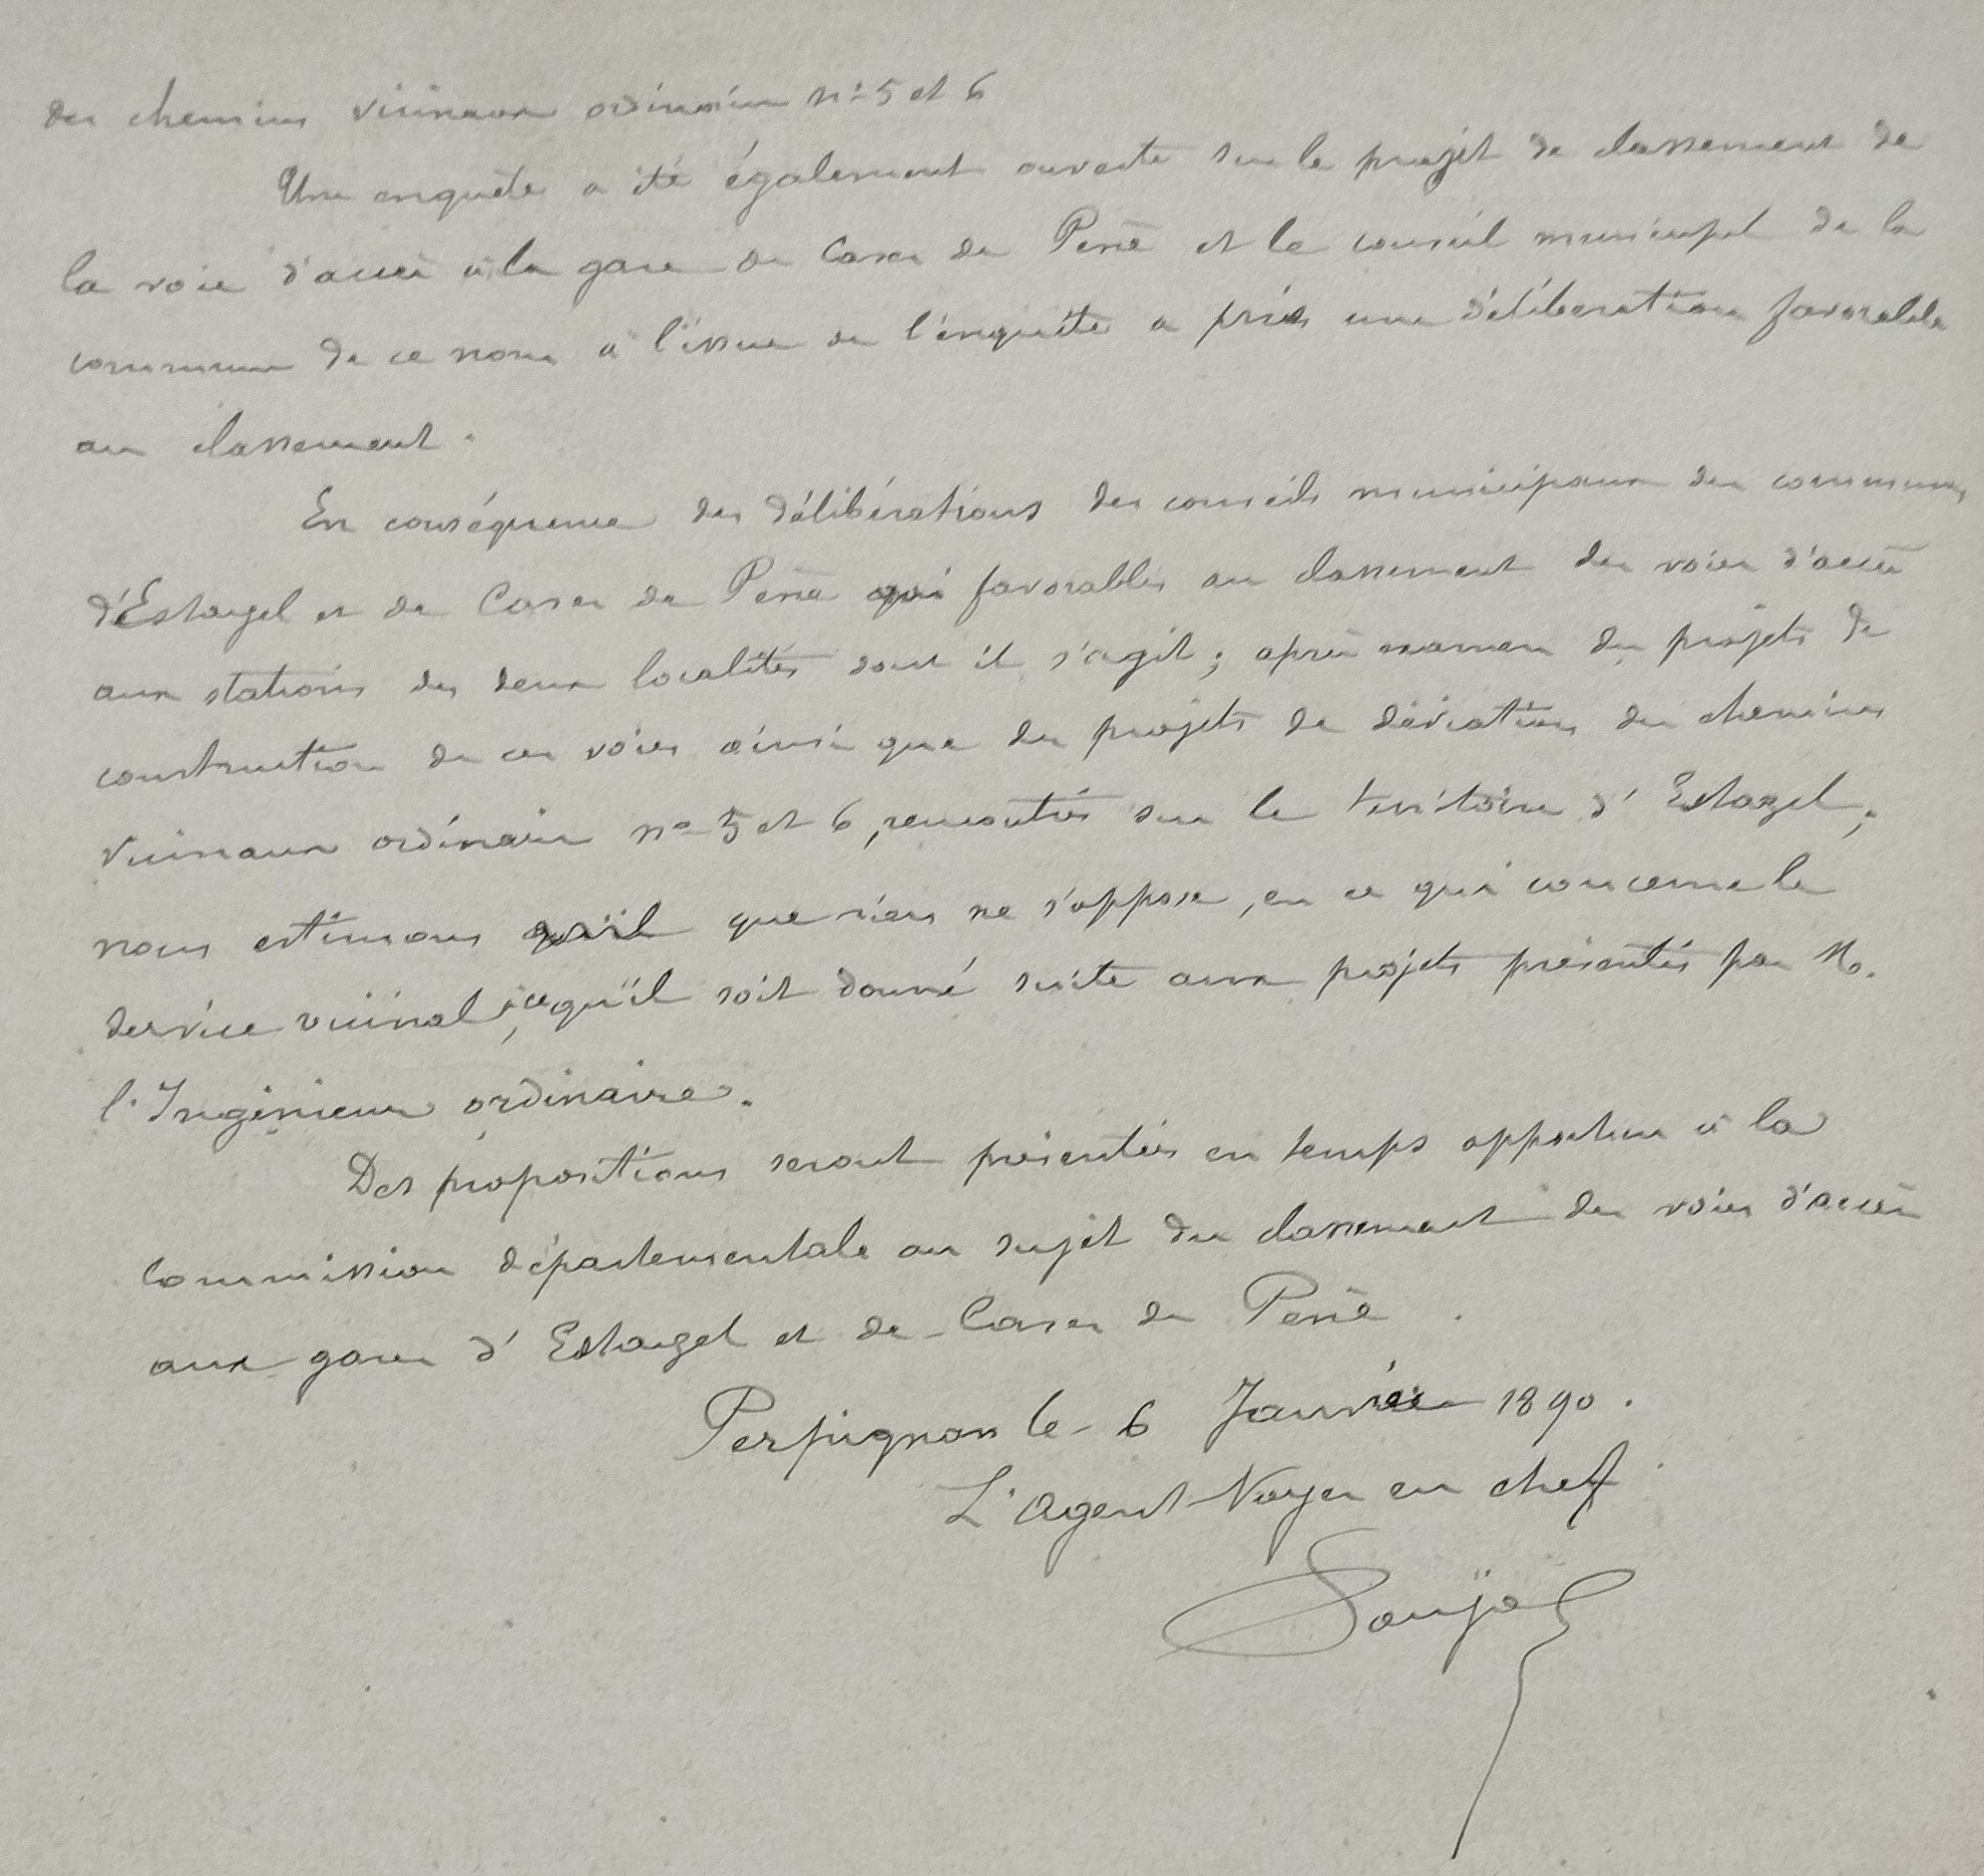 des chemins vicinaux ordinaires nos 5 et 6
Une enquête a été également ouverte sur le projet de classement de
la voie d'accès à la gare de Cases de Pène et le conseil municipal de la
commune de ce nom à l'issue de l'enquête a pris une délibération favorable
au classement.
En conséquence des délibérations des conseils municipaux des communes
d'Estagel et de Cases de Pène qui favorables au classement des voies d'accès
aux stations des deux localités dont il s'agit ; après examen des projets de
construction de ces voies ainsi que des projets de déviation des chemins
vicinaux ordinaires nos 5 et 6, rencontrés sur le territoire d'Estagel ;
nous estimons qu'il que rien ne s'oppose, en ce qui concerne le
service vicinal, à ce qu'il soit donné suite aux projets présentés par M.
l'Ingénieur ordinaire.
Des propositions seront présentées en temps opportun à la
Commission départementale au sujet du classement des voies d'accès
aux gares d'Estagel et de Cases de Pène.
Perpignan le 6 Janvier 1890.
L'Agent-Voyer en chef